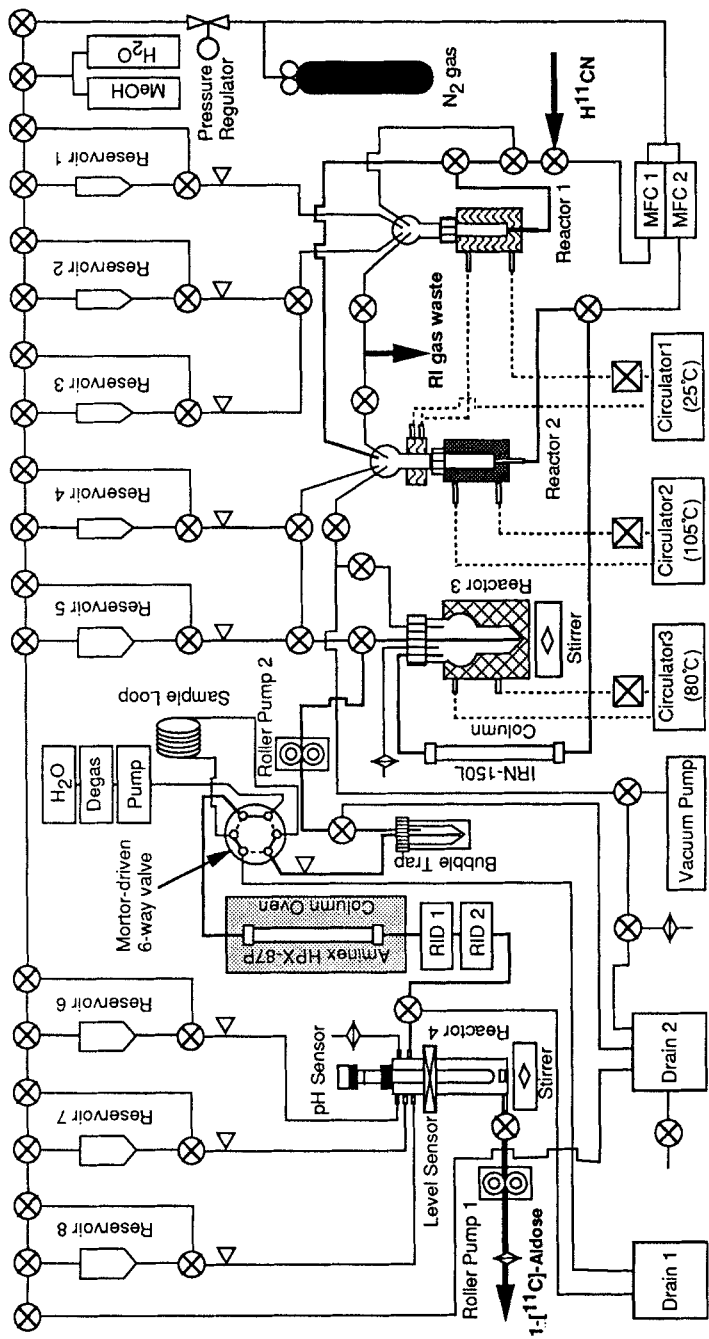 H2O
MeOH
Pressure
Regulator
N2 gas
H11CN
MFC 1
MFC 2
Reservoir 1
Reservoir 2
Reservoir 3
Reservoir 4
Reservoir 5
Reactor 1
RI gas waste
Reactor 2
Circulator1
(25℃)
Circulator2
(105℃)
Circulator3
(80℃)
Reactor 3
Stirrer
Column
IRN-150L
Roller Pump 2
Sample Loop
H2O
Degas
Pump
Mortor-driven
6-way valve
Bubble Trap
Vacuum Pump
Column Oven
Aminex HPX-87P
RID 1
RID 2
Reservoir 6
Reservoir 7
Reservoir 8
pH Sensor
Reactor 4
Level Sensor
Stirrer
Roller Pump 1
1-[11C]-Aldose
Drain 2
Drain 1